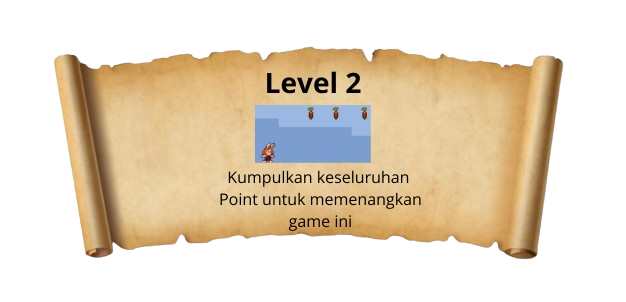 Level 2
Kumpulkan keseluruhan
Point untuk memenangkan
game ini